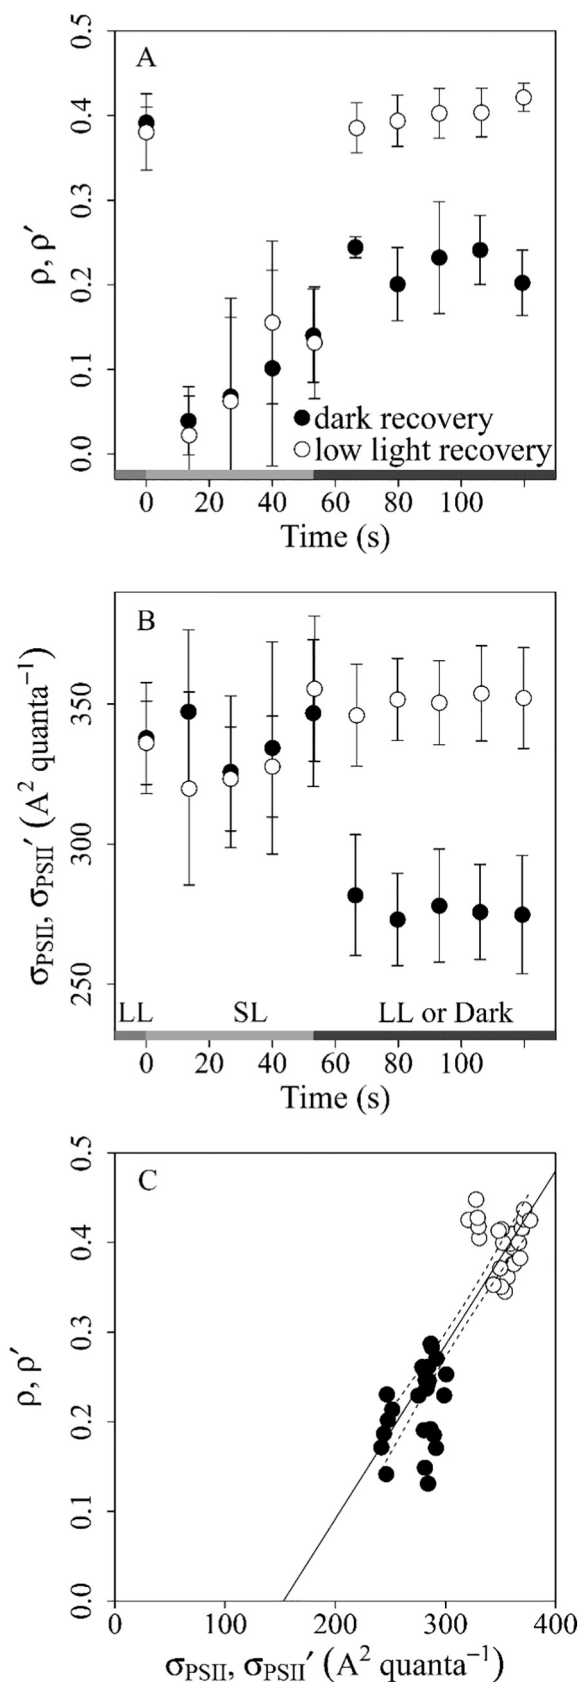 A
0.5
0.4
0.3
0.2
0.1
0.0
ρ, ρ′
dark recovery
low light recovery
0 20 40 60 80 100
Time (s)
B
350
300
250
σPSII, σPSII′ (A² quanta⁻¹)
LL SL LL or Dark
0 20 40 60 80 100
Time (s)
C
0.5
0.4
0.3
0.2
0.1
0.0
ρ, ρ′
0 100 200 300 400
σPSII, σPSII′ (A² quanta⁻¹)